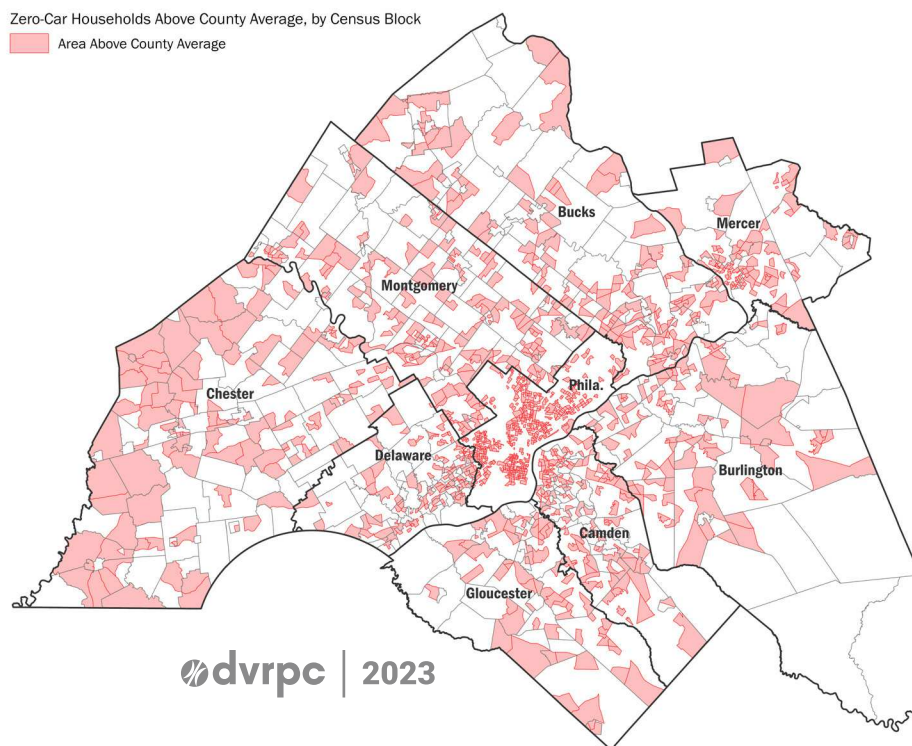 Zero-Car Households Above County Average, by Census Block
Area Above County Average
Bucks
Mercer
Montgomery
Chester
Phila.
Delaware
Burlington
Camden
Gloucester
dvrpc | 2023